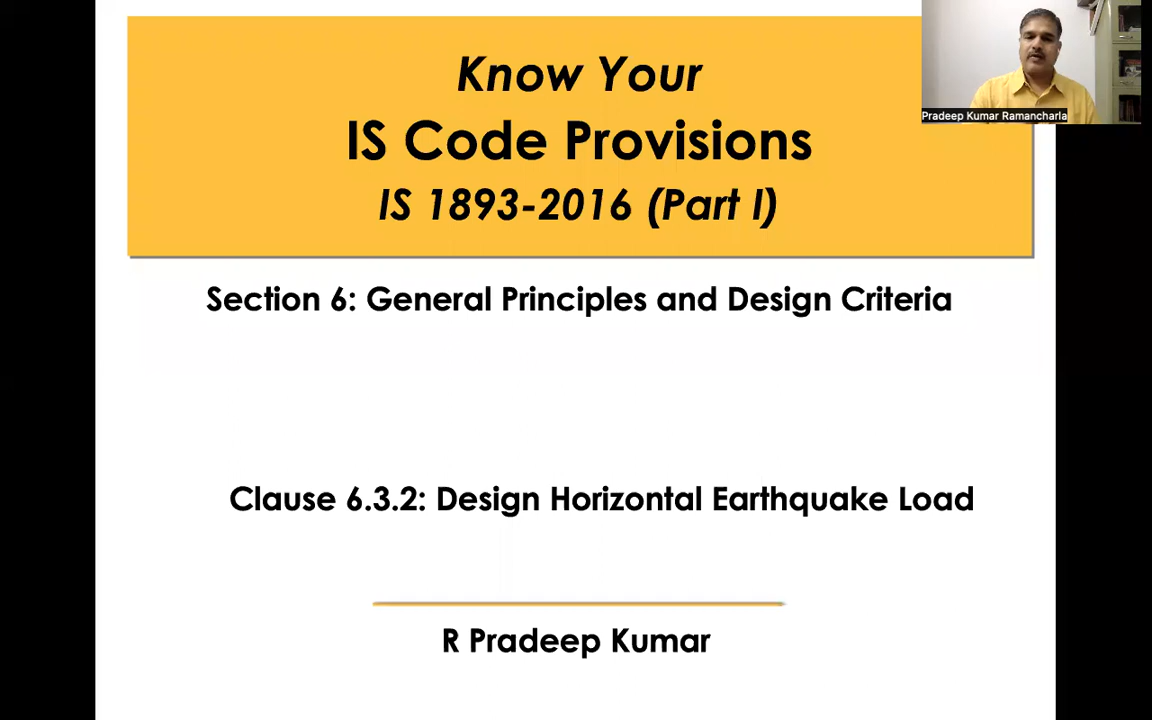 Know Your
IS Code Provisions
IS 1893-2016 (Part I)
Pradeep Kumar Ramancharla
Section 6: General Principles and Design Criteria
Clause 6.3.2: Design Horizontal Earthquake Load
R Pradeep Kumar